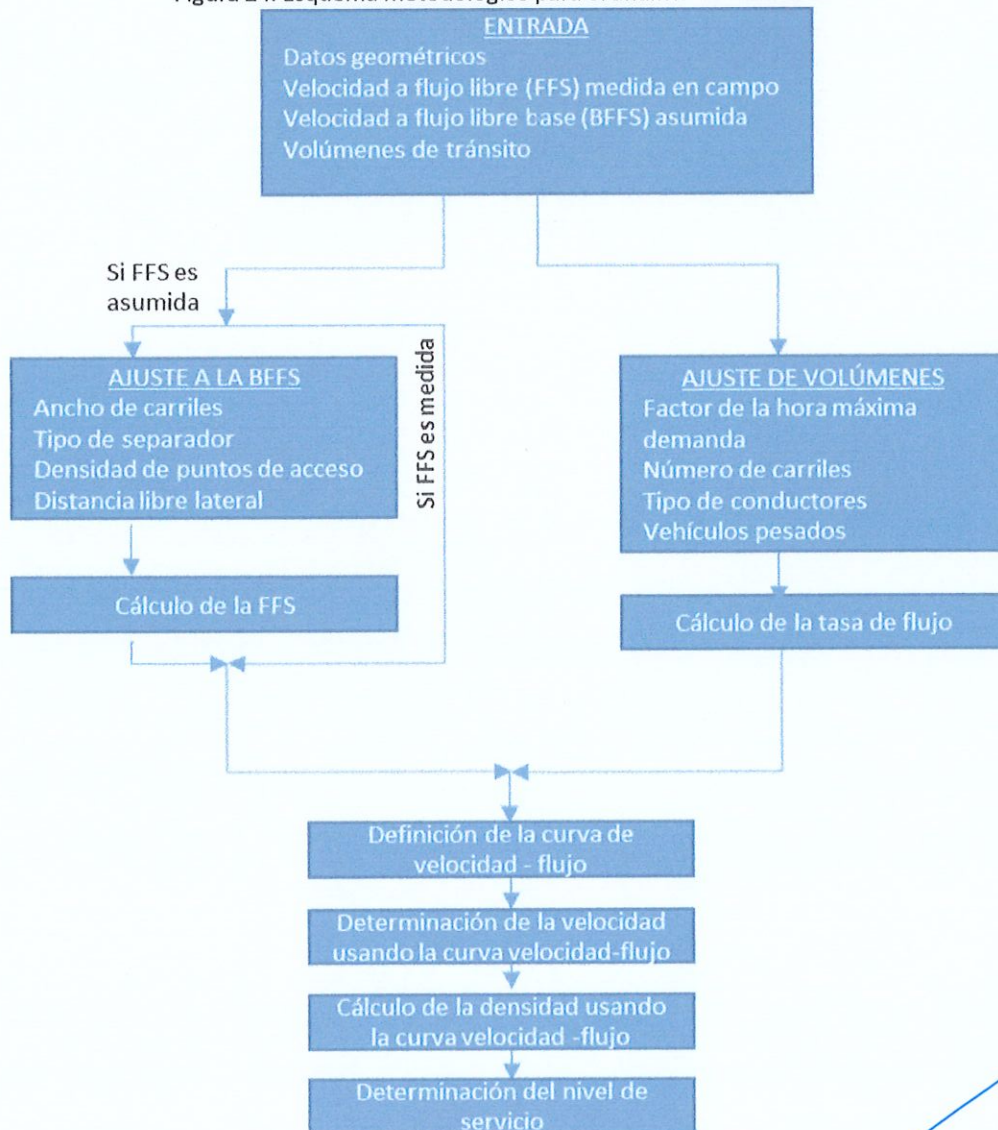 ENTRADA
Datos geométricos
Velocidad a flujo libre (FFS) medida en campo
Velocidad a flujo libre base (BFFS) asumida
Volúmenes de tránsito
Si FFS es
asumida
Si FFS es medida
AJUSTE A LA BFFS
Ancho de carriles
Tipo de separador
Densidad de puntos de acceso
Distancia libre lateral
Cálculo de la FFS
AJUSTE DE VOLÚMENES
Factor de la hora máxima
demanda
Número de carriles
Tipo de conductores
Vehículos pesados
Cálculo de la tasa de flujo
Definición de la curva de
velocidad - flujo
Determinación de la velocidad
usando la curva velocidad-flujo
Cálculo de la densidad usando
la curva velocidad -flujo
Determinación del nivel de
servicio